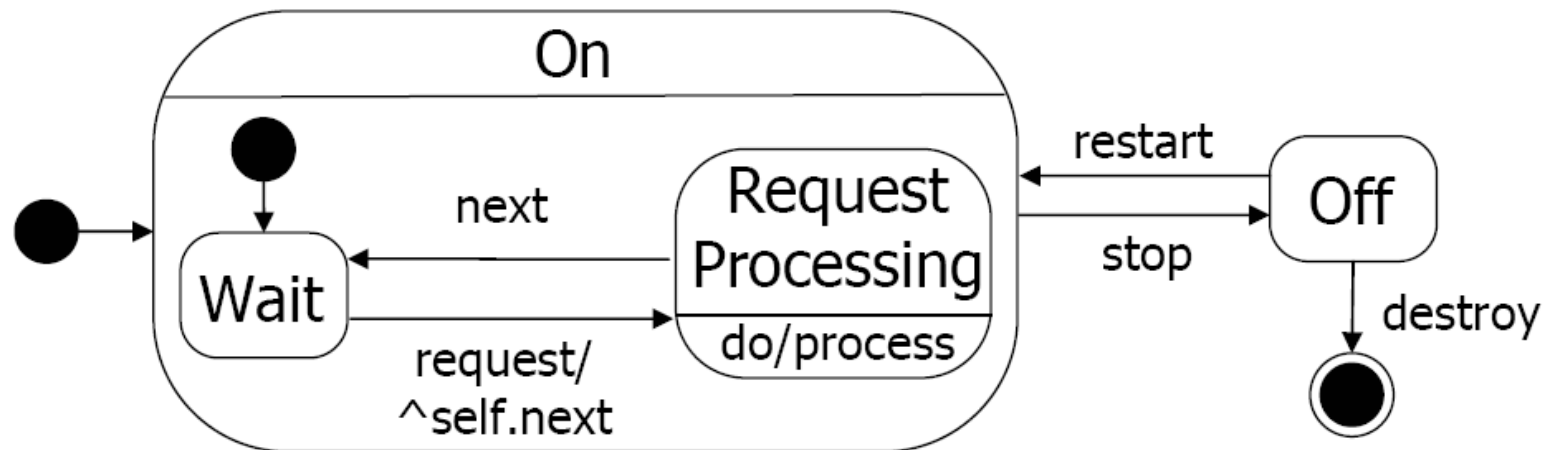 On
next
Wait
request/
^self.next
Request
Processing
do/process
restart
stop
Off
destroy